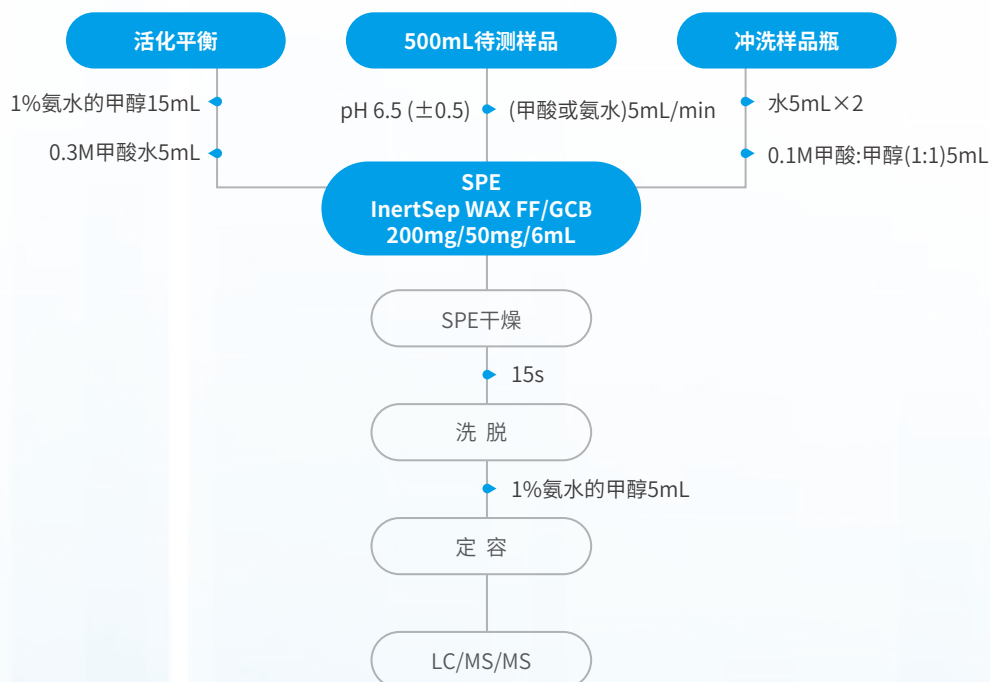 活化平衡
500mL待测样品
冲洗样品瓶
1%氨水的甲醇15mL
pH 6.5 (±0.5)
(甲酸或氨水)5mL/min
水5mL×2
0.3M甲酸水5mL
0.1M甲酸:甲醇(1:1)5mL
SPE
InertSep WAX FF/GCB
200mg/50mg/6mL
SPE干燥
15s
洗 脱
1%氨水的甲醇5mL
定 容
LC/MS/MS